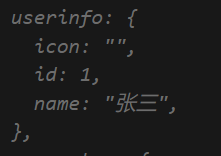 userinfo: {
  icon: "",
  id: 1,
  name: "张三",
},